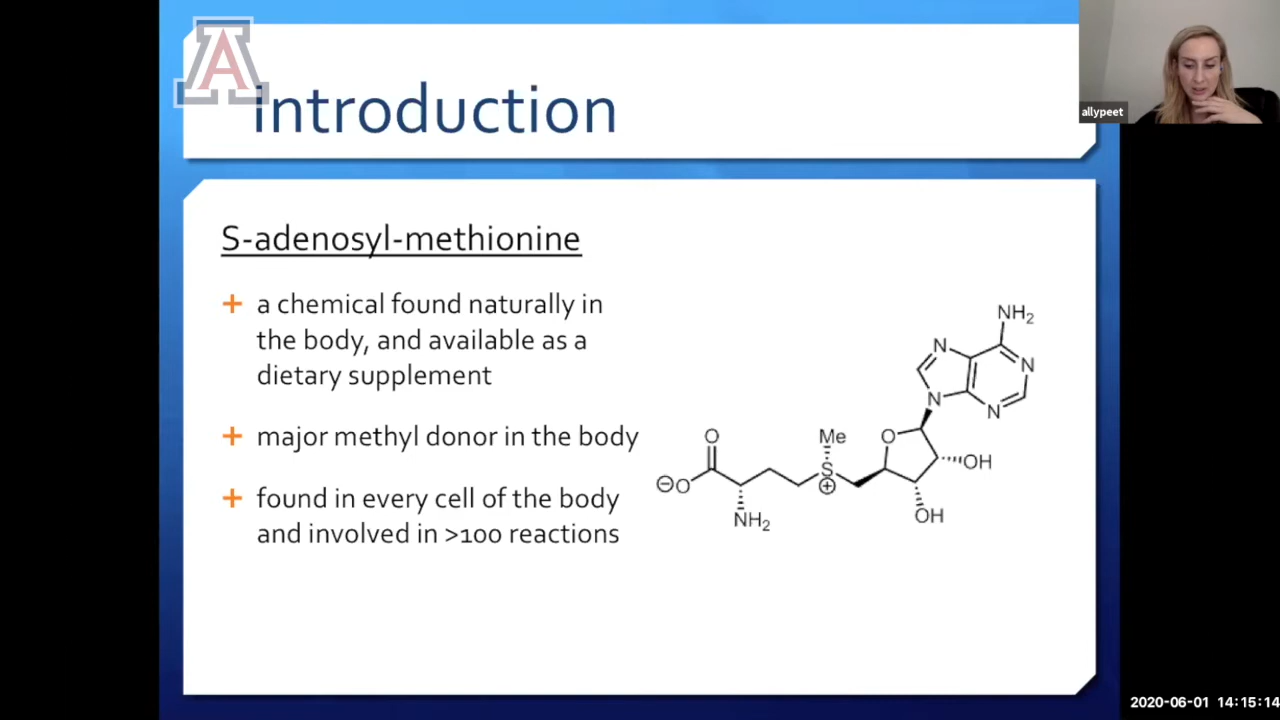 A
introduction
allypeet
S-adenosyl-methionine
+ a chemical found naturally in
the body, and available as a
dietary supplement
+ major methyl donor in the body
+ found in every cell of the body
and involved in >100 reactions
NH₂
N
N
N
N
O
Me
O
OH
S
⊕
⊖O
NH₂
OH
2020-06-01 14:15:14